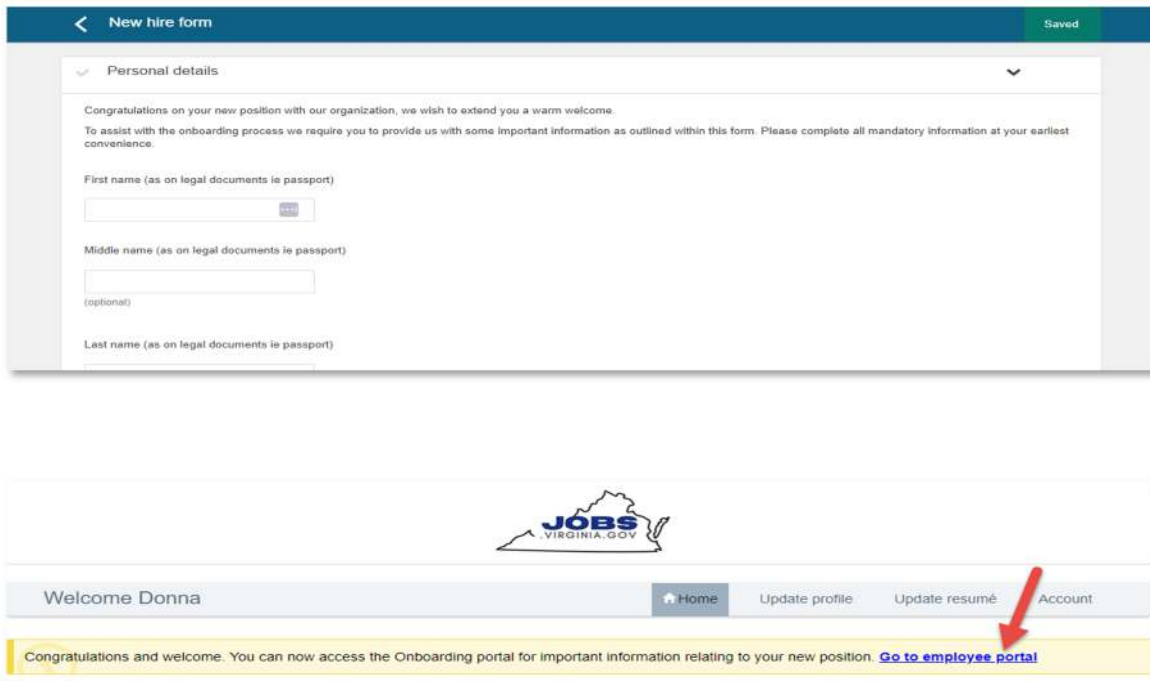 New hire form
Saved
Personal details
Congratulations on your new position with our organization, we wish to extend you a warm welcome.
To assist with the onboarding process we require you to provide us with some important information as outlined within this form. Please complete all mandatory information at your earliest
convenience.
First name (as on legal documents ie passport)
Middle name (as on legal documents ie passport)
(optional)
Last name (as on legal documents ie passport)
JOBS
.VIRGINIA.GOV
Welcome Donna
Home
Update profile
Update resumé
Account
Congratulations and welcome. You can now access the Onboarding portal for important information relating to your new position. Go to employee portal